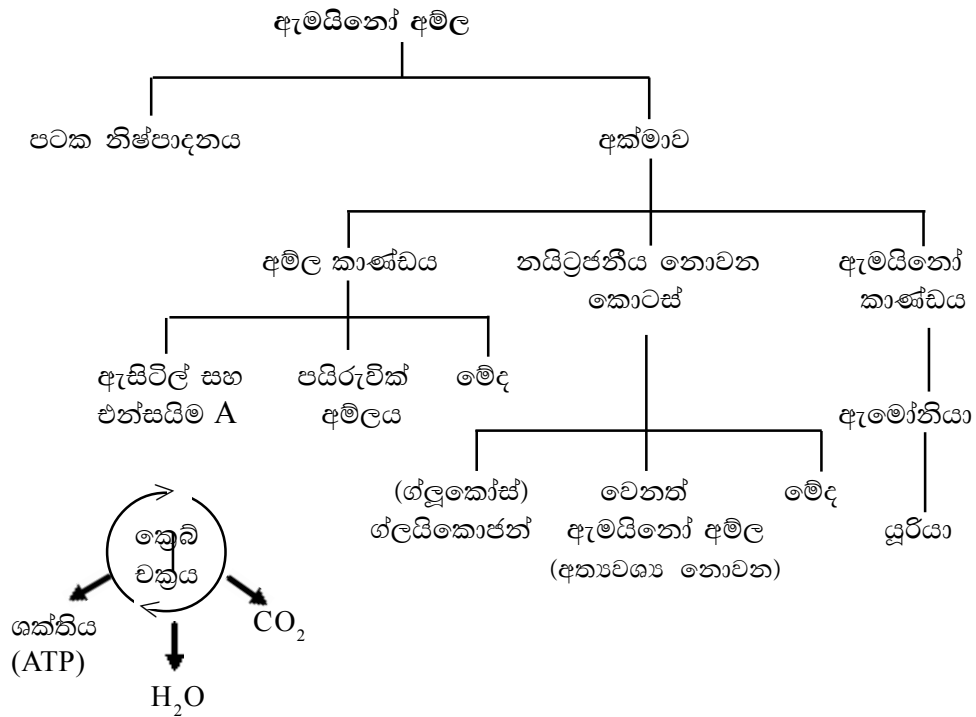 ඇමයිනෝ අම්ල
පටක නිෂ්පාදනය
අක්මාව
අම්ල කාණ්ඩය
නයිට්‍රජනීය නොවන
කොටස්
ඇමයිනෝ
කාණ්ඩය
ඇසිටිල් සහ
එන්සයිම A
පයිරුවික්
අම්ලය
මේද
ඇමෝනියා
(ග්ලූකෝස්)
ග්ලයිකොජන්
වෙනත්
ඇමයිනෝ අම්ල
(අත්‍යවශ්‍ය නොවන)
මේද
යූරියා
ක්‍රෙබ්
චක්‍රය
ශක්තිය
(ATP)
CO₂
H₂O